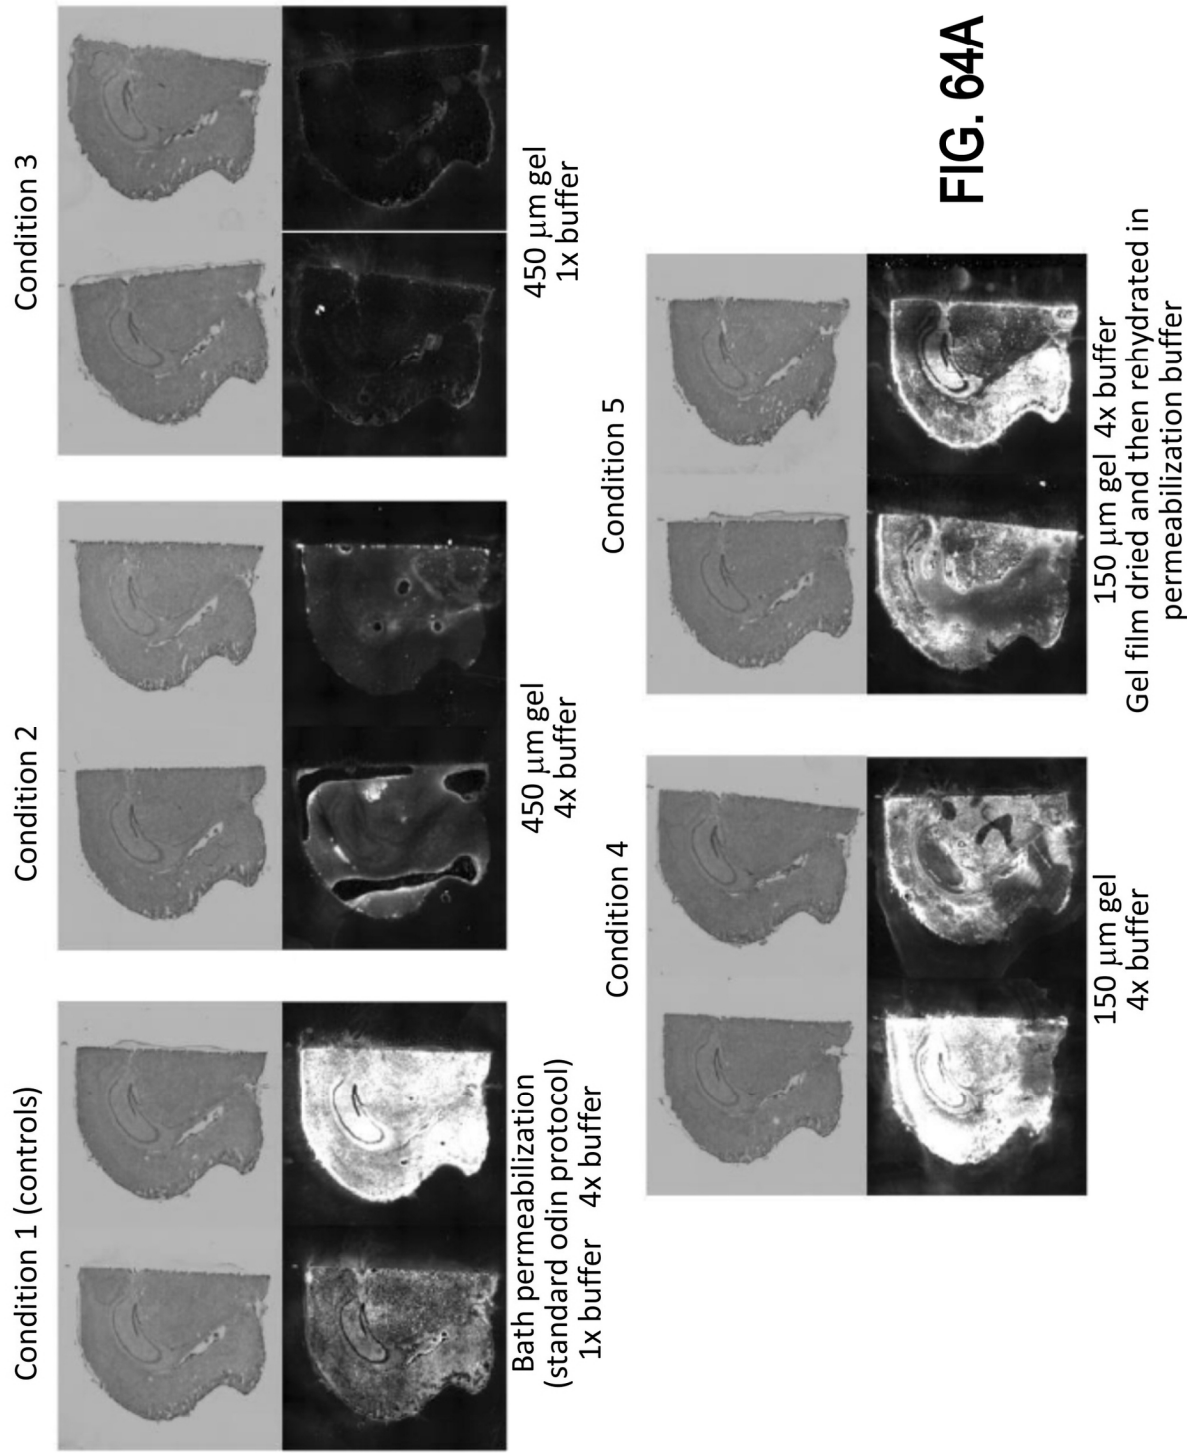 Condition 1 (controls)
Bath permeabilization
(standard odin protocol)
1x buffer 4x buffer
Condition 2
450 μm gel
4x buffer
Condition 3
450 μm gel
1x buffer
Condition 4
150 μm gel
4x buffer
Condition 5
150 μm gel 4x buffer
Gel film dried and then rehydrated in
permeabilization buffer
FIG. 64A